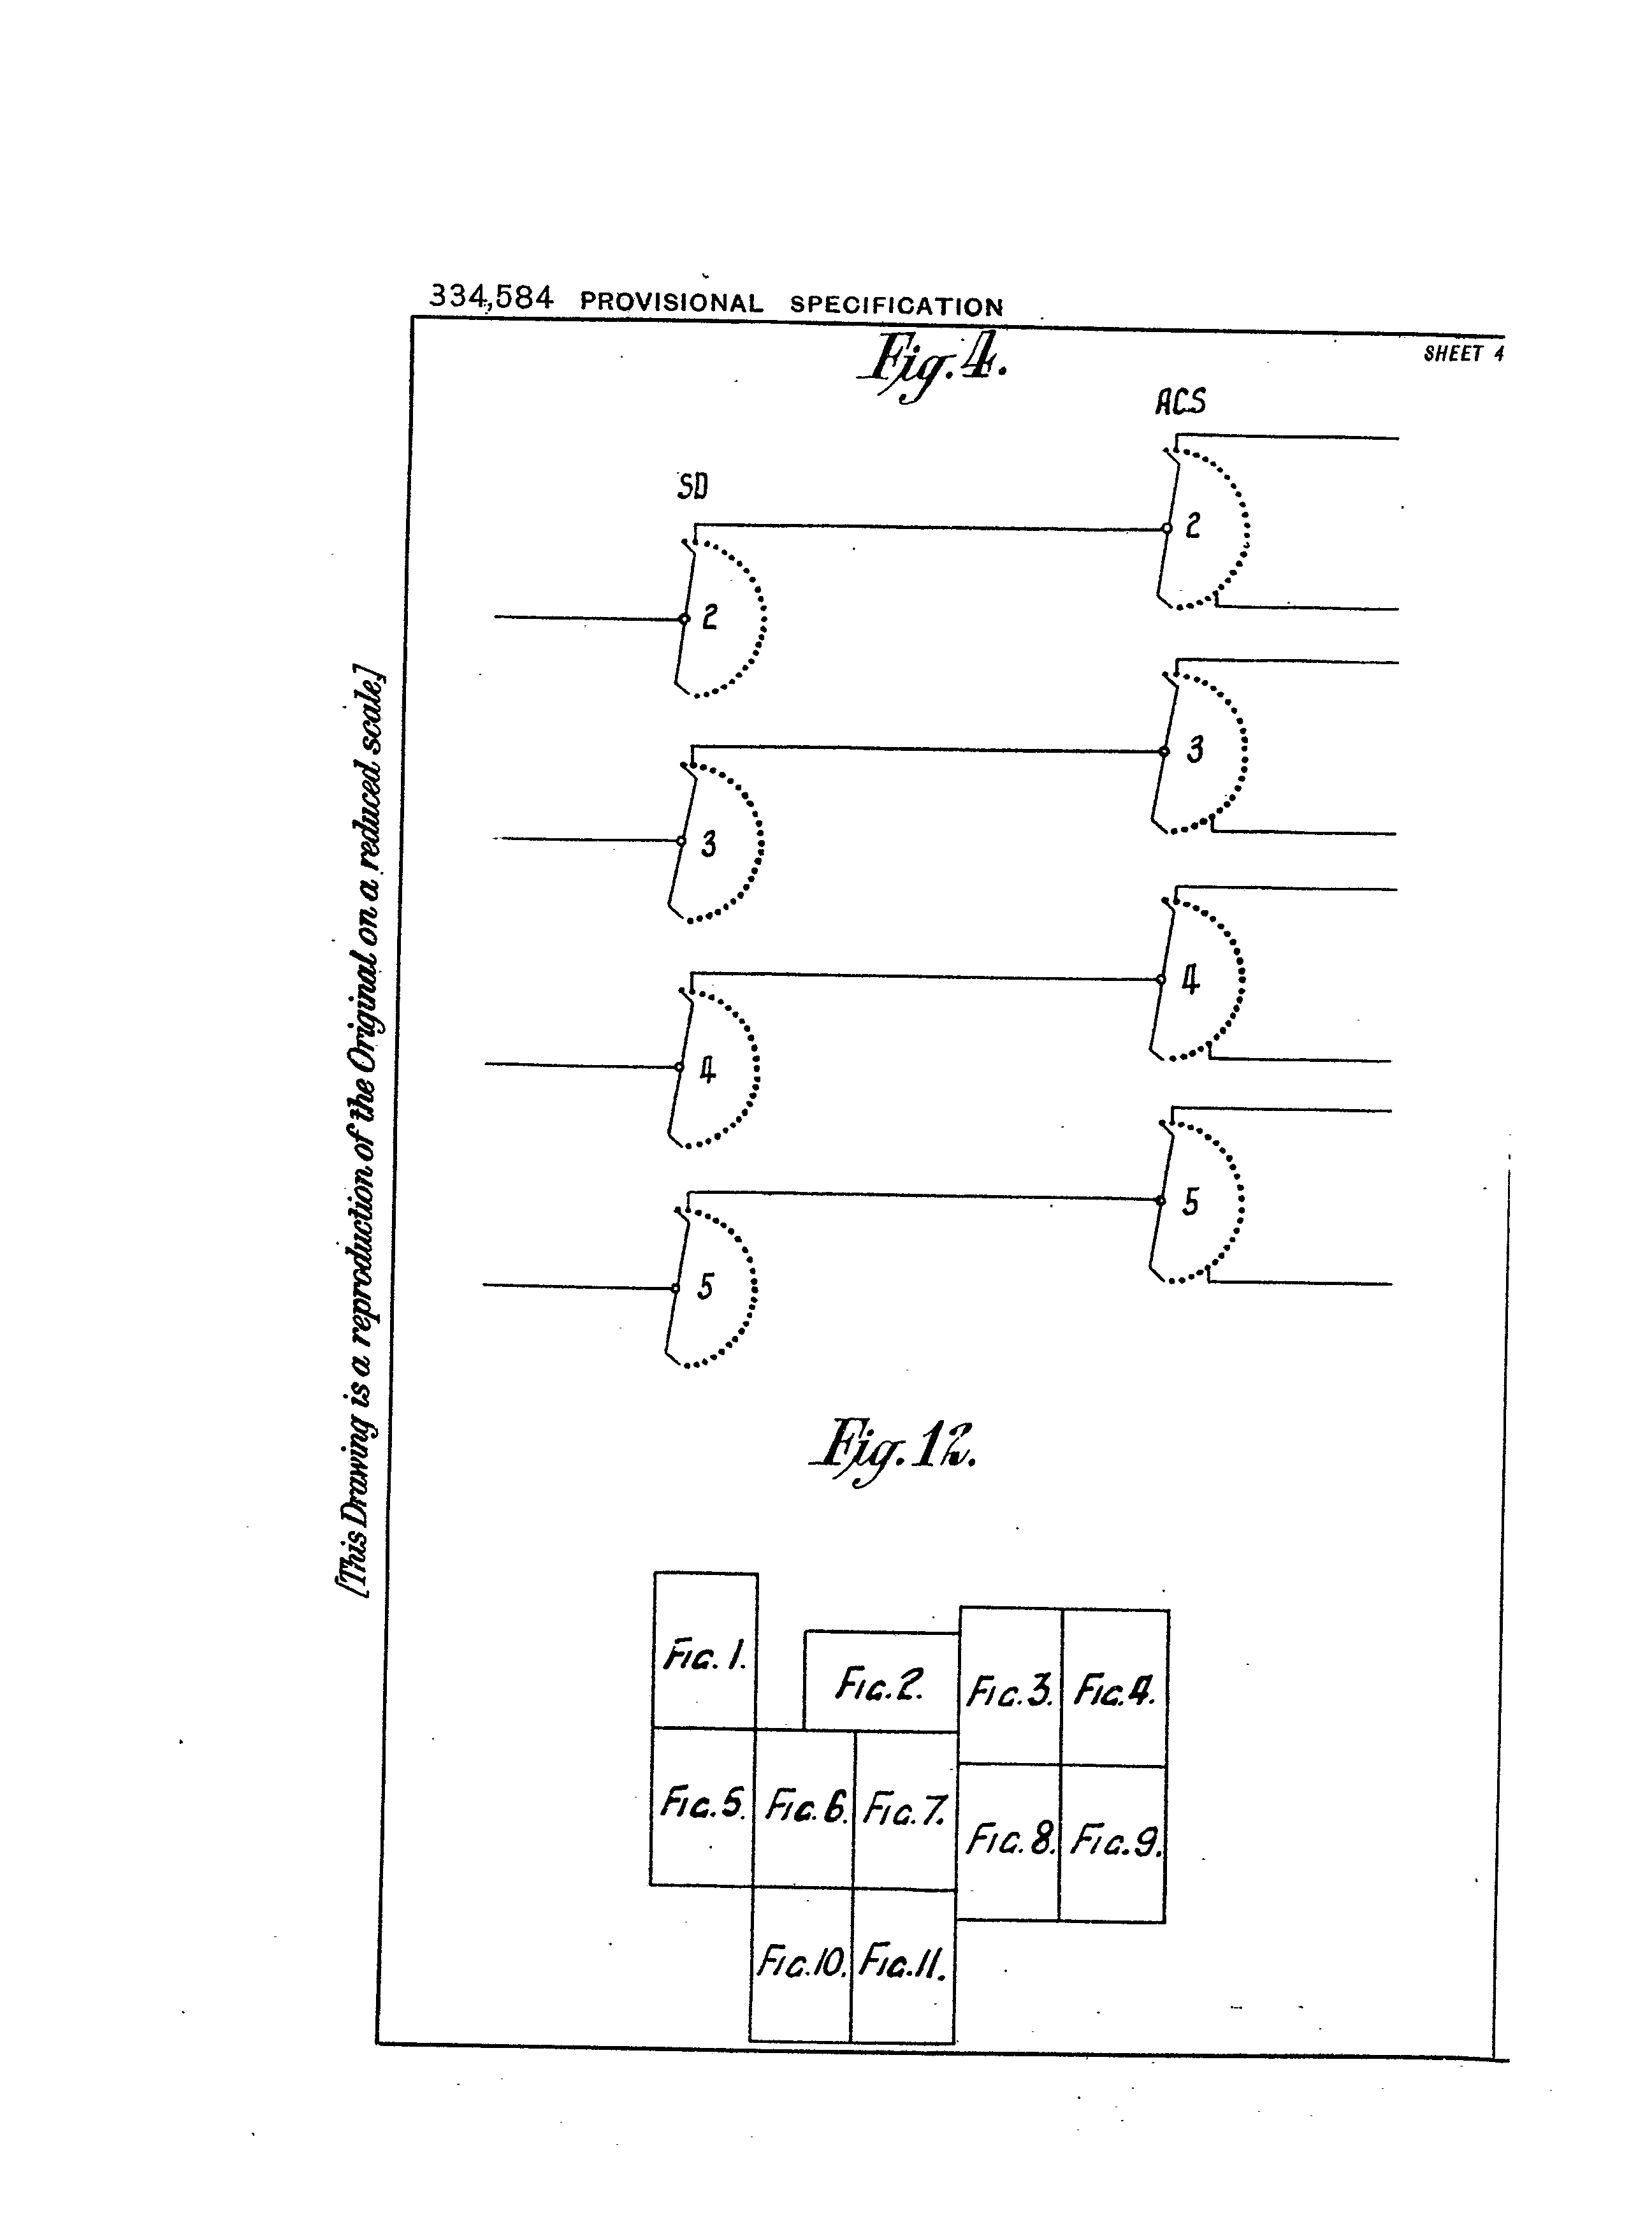 334,584 PROVISIONAL SPECIFICATION
SHEET 4
Fig. 4.
ACS
SD
2
2
3
3
4
4
5
5
[This Drawing is a reproduction of the Original on a reduced scale.]
Fig. 12.
FIG. 1.
FIG. 2.
FIG. 3.
FIG. 4.
FIG. 5.
FIG. 6.
FIG. 7.
FIG. 8.
FIG. 9.
FIG. 10.
FIG. 11.